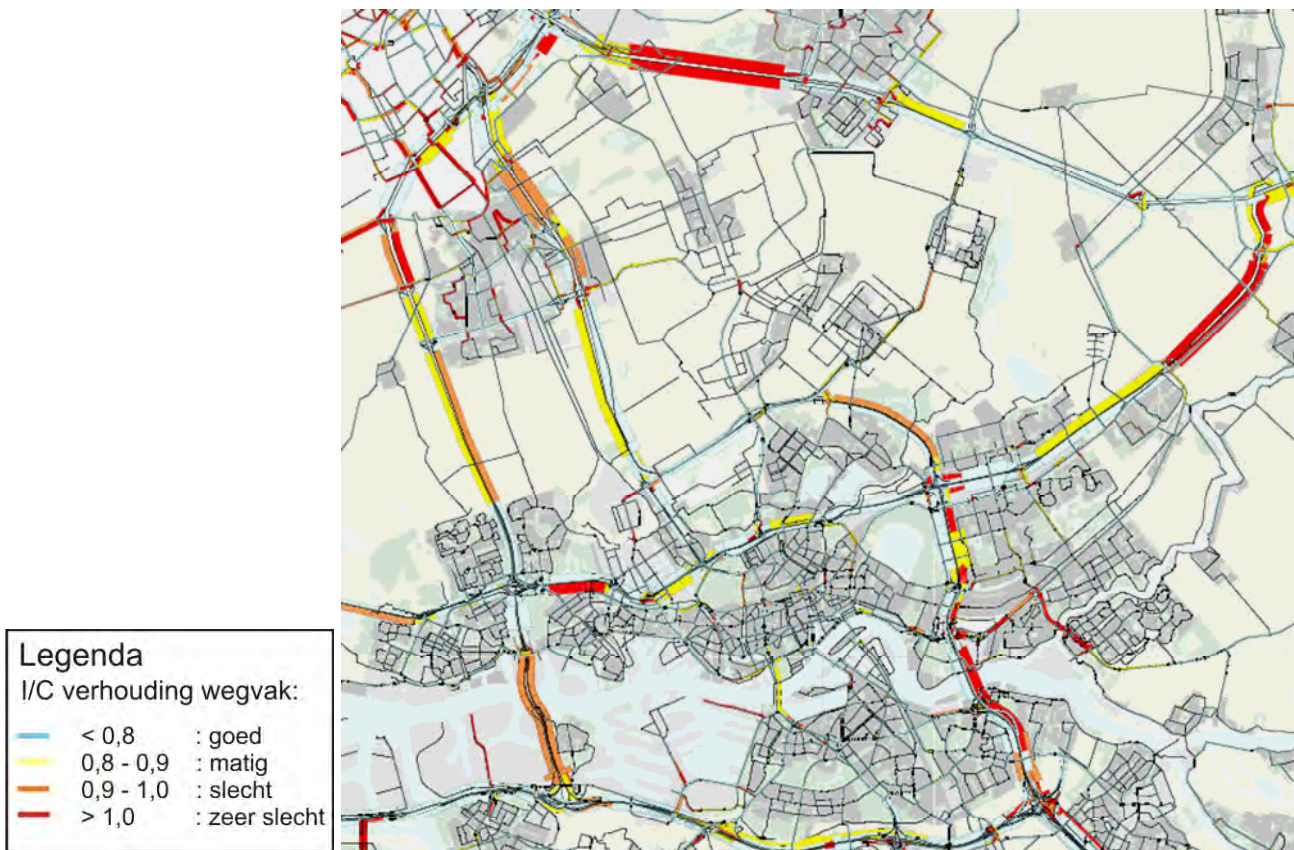 Legenda
I/C verhouding wegvak:
< 0,8 : goed
0,8 - 0,9 : matig
0,9 - 1,0 : slecht
> 1,0 : zeer slecht